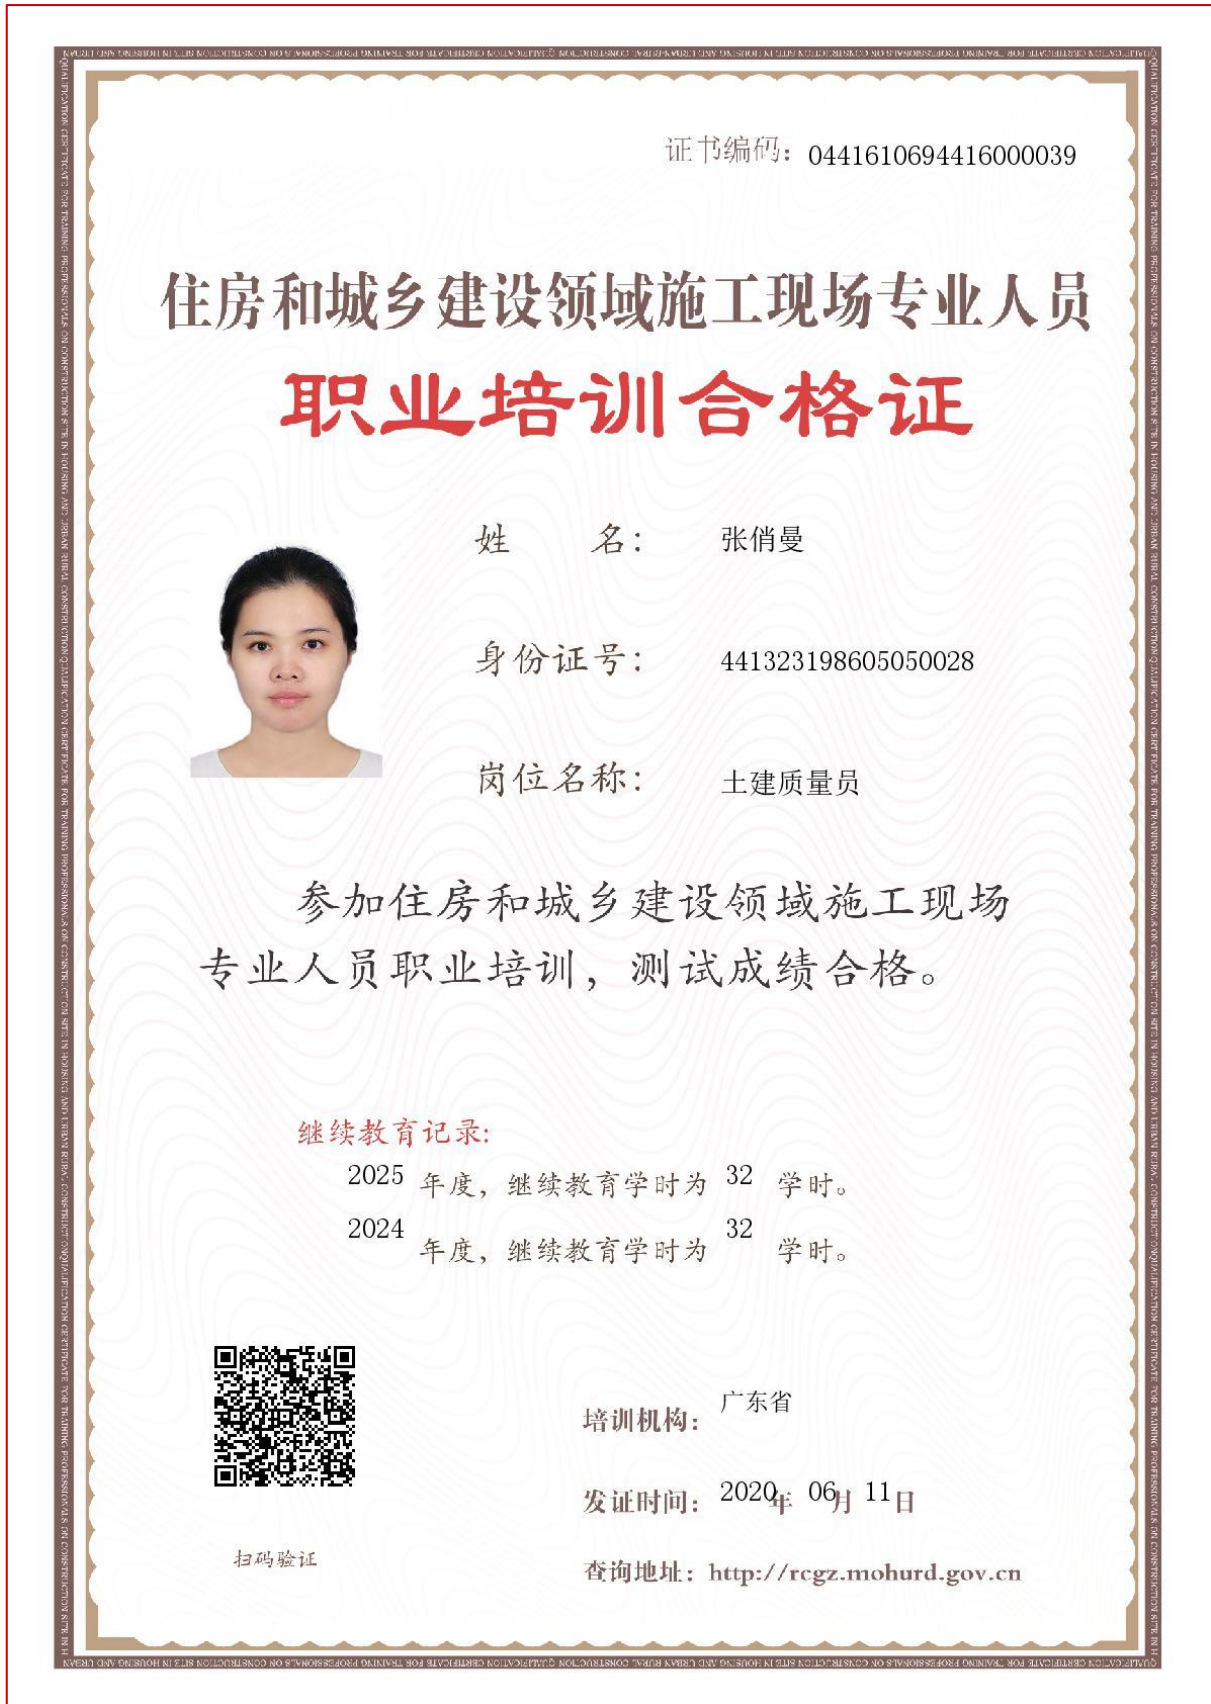 证书编码：0441610694416000039
住房和城乡建设领域施工现场专业人员
职业培训合格证
姓 名： 张俏曼
身份证号： 441323198605050028
岗位名称： 土建质量员
参加住房和城乡建设领域施工现场
专业人员职业培训，测试成绩合格。
继续教育记录：
2025 年度，继续教育学时为 32 学时。
2024 年度，继续教育学时为 32 学时。
培训机构： 广东省
发证时间： 2020年 06月 11日
扫码验证
查询地址：http://rcgz.mohurd.gov.cn